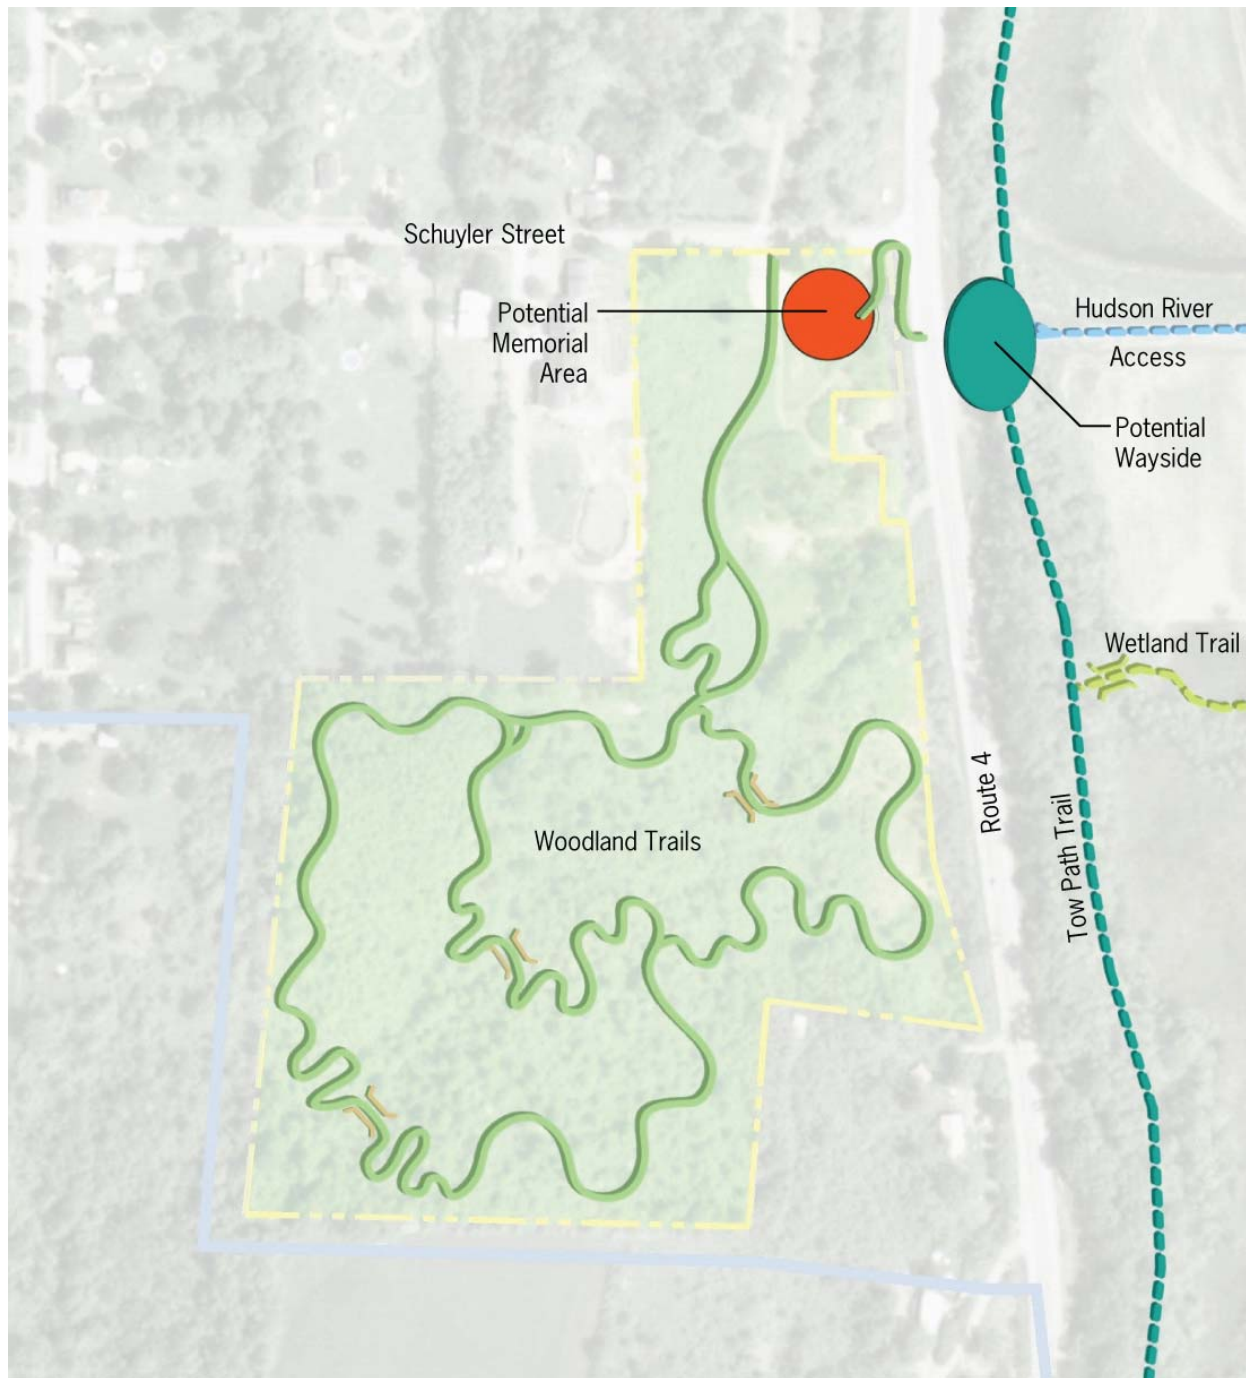 Schuyler Street
Potential
Memorial
Area
Hudson River
Access
Potential
Wayside
Wetland Trail
Route 4
Tow Path Trail
Woodland Trails